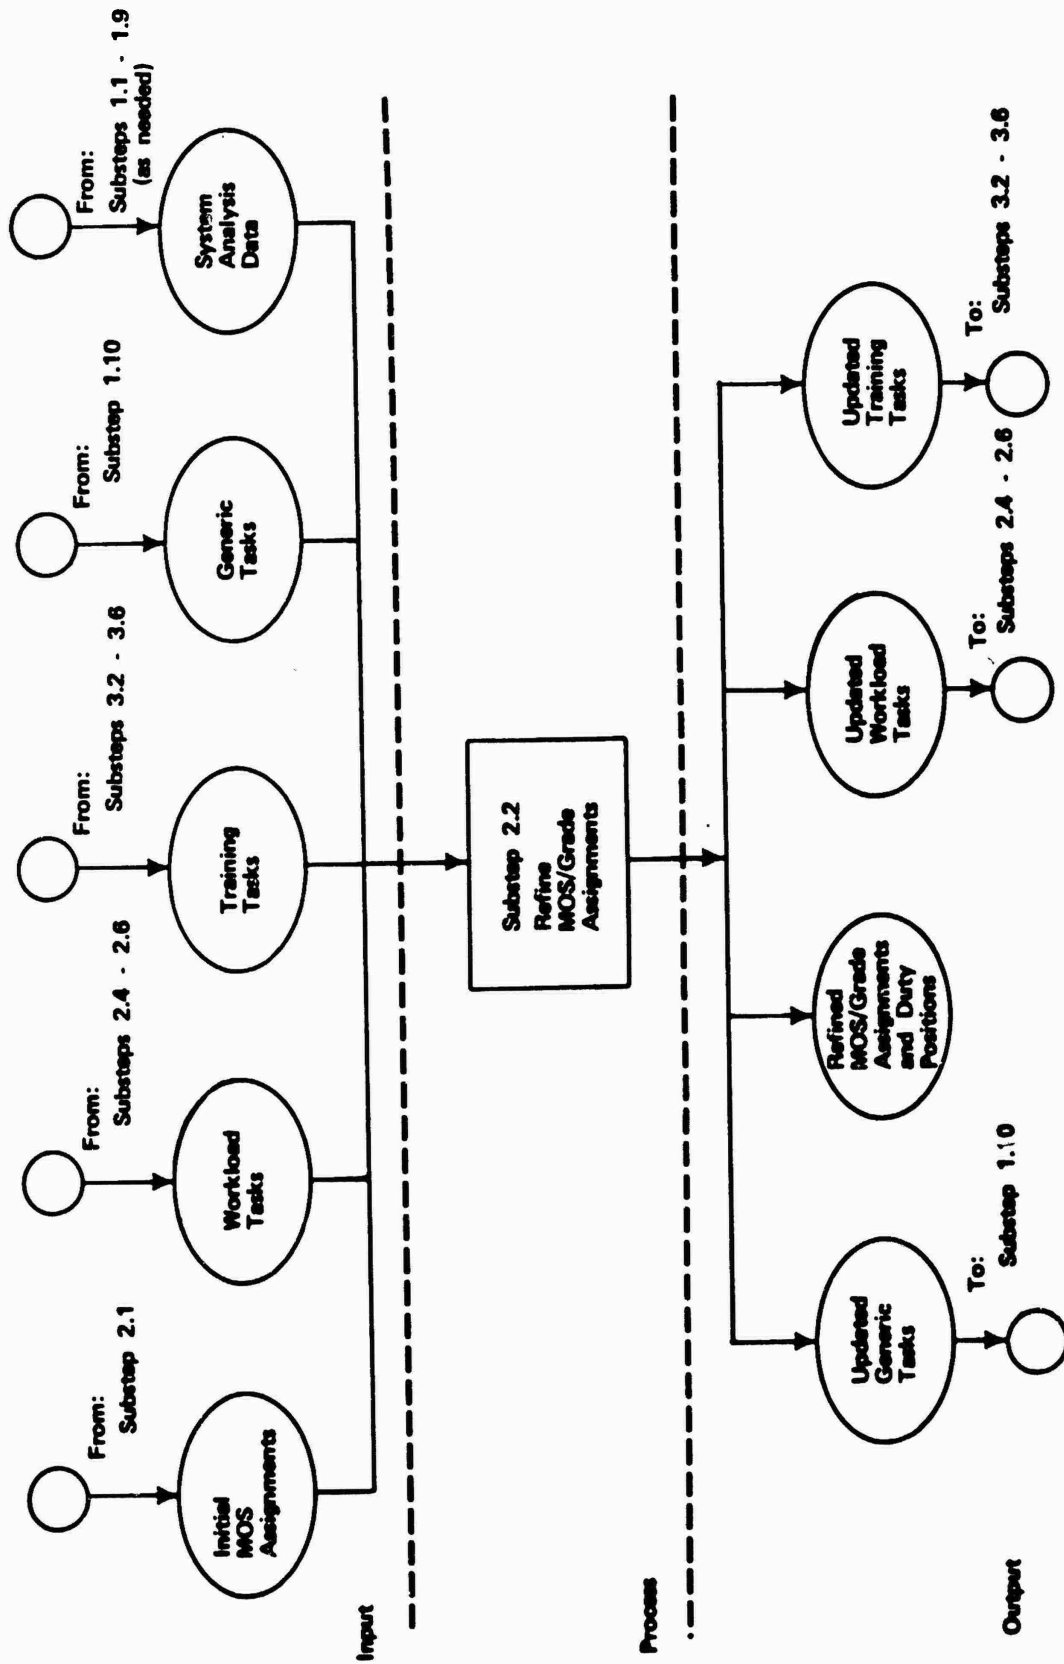 From:
Substep 2.1
Initial
MOS
Assignments
From:
Substeps 2.4 - 2.6
Workload
Tasks
From:
Substeps 3.2 - 3.6
Training
Tasks
From:
Substep 1.10
Generic
Tasks
From:
Substeps 1.1 - 1.9
(as needed)
System
Analysis
Data
Input
Substep 2.2
Refine
MOS/Grade
Assignments
Process
Updated
Generic
Tasks
To:
Substep 1.10
Refined
MOS/Grade
Assignments
and Duty
Positions
Updated
Workload
Tasks
To:
Substeps 2.4 - 2.6
Updated
Training
Tasks
To:
Substeps 3.2 - 3.6
Output